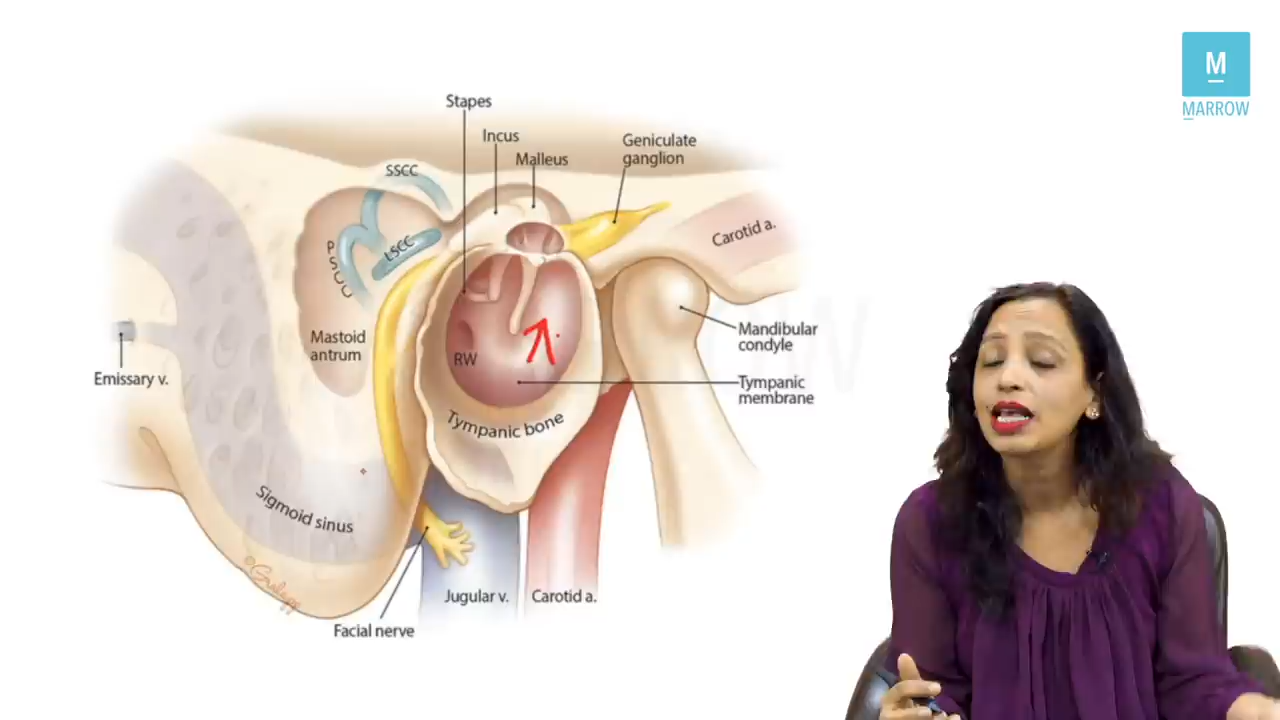 M
MARROW
Stapes
Incus
Malleus
Geniculate
ganglion
SSCC
LSCC
PSCC
Carotid a.
Mastoid
antrum
RW
Mandibular
condyle
Tympanic
membrane
Emissary v.
Tympanic bone
Sigmoid sinus
Jugular v.
Carotid a.
Facial nerve